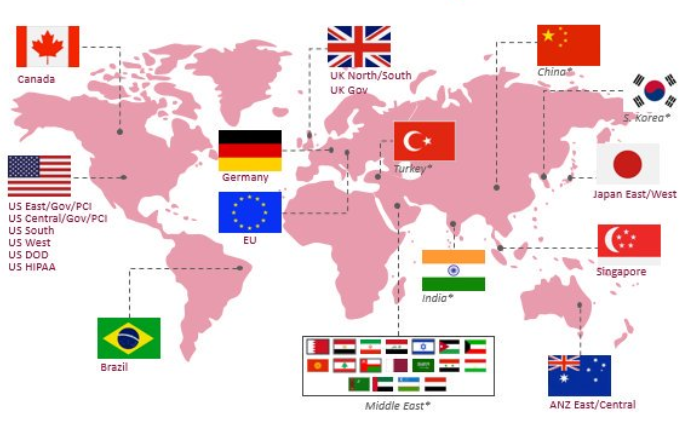 Canada
UK North/South
UK Gov
China*
S. Korea*
Germany
Turkey*
US East/Gov/PCI
US Central/Gov/PCI
US South
US West
US DOD
US HIPAA
Japan East/West
EU
Singapore
India*
Brazil
Middle East*
ANZ East/Central